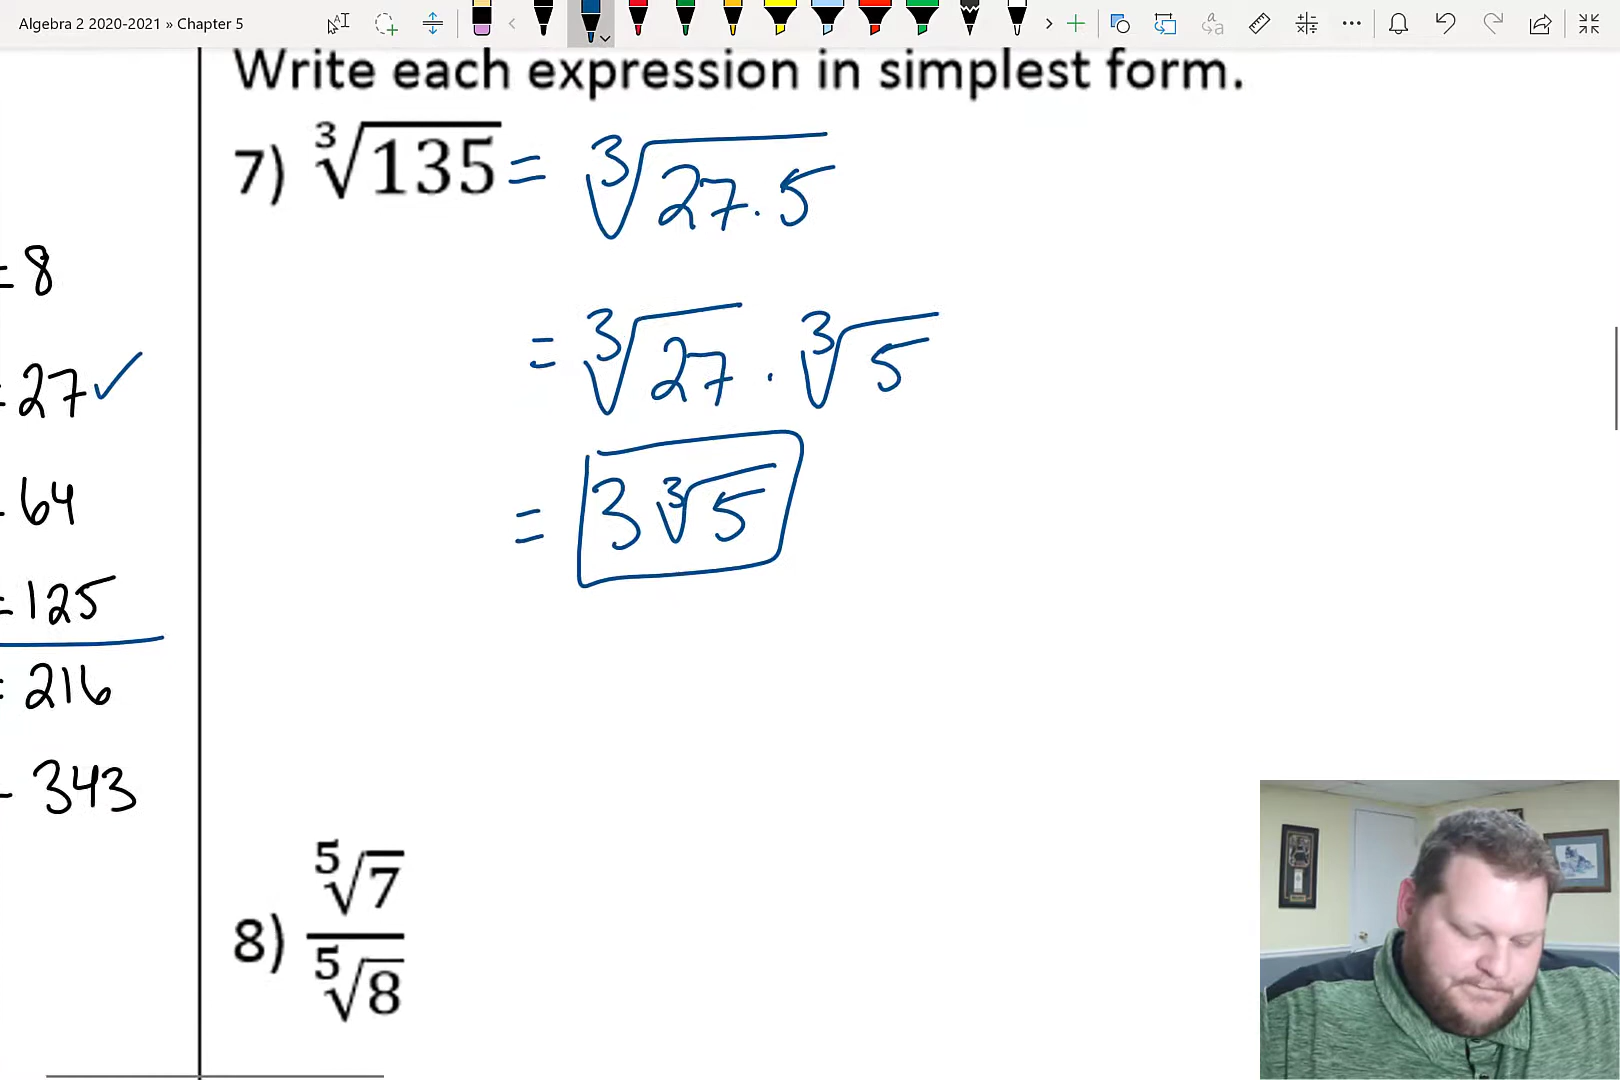 Algebra 2 2020-2021 » Chapter 5
Write each expression in simplest form.
7) ∛135 = ∛27·5
= ∛27 · ∛5
= 3∛5
= 8
= 27✓
- 64
= 125
= 216
- 343
8) ⁵√7
⁵√8